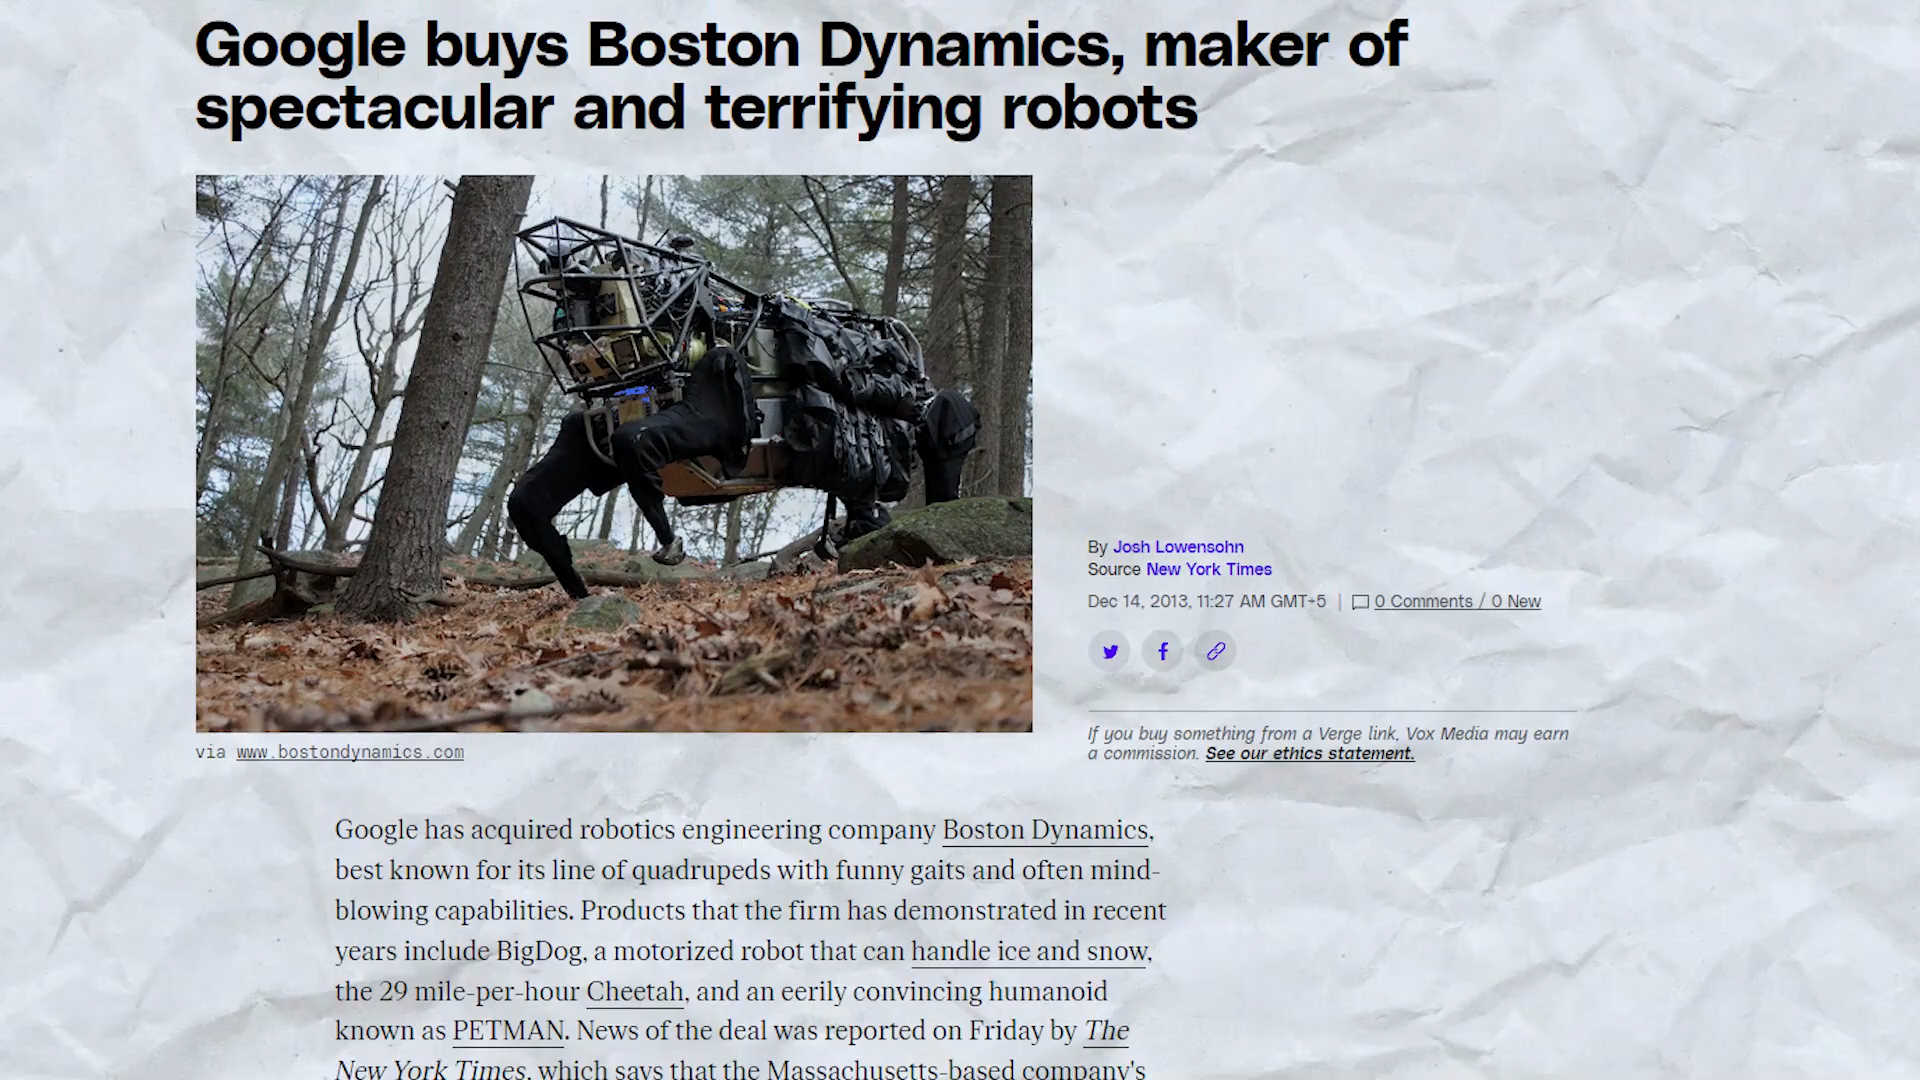 Google buys Boston Dynamics, maker of
spectacular and terrifying robots
via www.bostondynamics.com
By Josh Lowensohn
Source New York Times
Dec 14, 2013, 11:27 AM GMT+5 | 0 Comments / 0 New
If you buy something from a Verge link, Vox Media may earn
a commission. See our ethics statement.
Google has acquired robotics engineering company Boston Dynamics,
best known for its line of quadrupeds with funny gaits and often mind-
blowing capabilities. Products that the firm has demonstrated in recent
years include BigDog, a motorized robot that can handle ice and snow,
the 29 mile-per-hour Cheetah, and an eerily convincing humanoid
known as PETMAN. News of the deal was reported on Friday by The
New York Times, which says that the Massachusetts-based company's